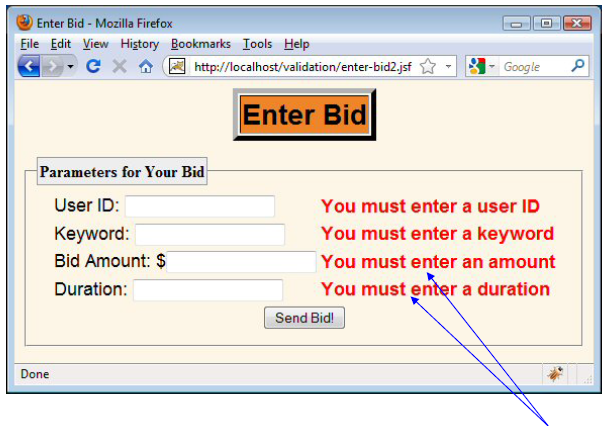 Enter Bid - Mozilla Firefox
File Edit View History Bookmarks Tools Help
http://localhost/validation/enter-bid2.jsf Google
Enter Bid
Parameters for Your Bid
User ID: You must enter a user ID
Keyword: You must enter a keyword
Bid Amount: $ You must enter an amount
Duration: You must enter a duration
Send Bid!
Done